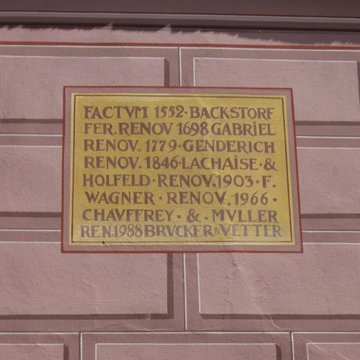 FACTVM 1552·BACKSTORF
FER. RENOV 1698 GABRIEL
RENOV. 1779·GENDERICH
RENOV. 1846·LACHAISE·&
HOLFELD·RENOV.1903·F.
WAGNER·RENOV.1966·
CHAVFFREY·&·MVLLER
REN.1988 BRVCKER-VETTER